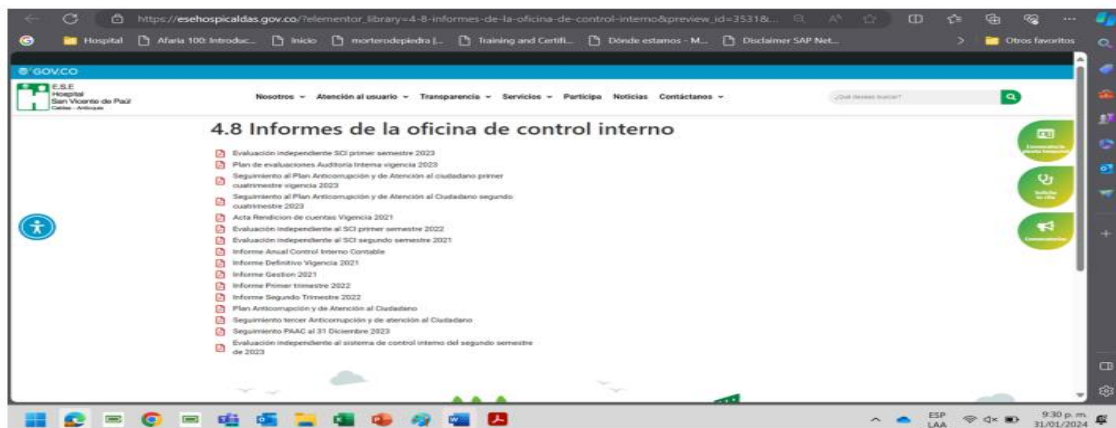 https://esehospicaldas.gov.co/?elementor_library=4-8-informes-de-la-oficina-de-control-interno&preview_id=3531&...
Hospital
Afaria 100: Introduc...
Inicio
morterodepiedra |...
Training and Certifi...
Dónde estamos - M...
Disclaimer SAP Net...
Otros favoritos
GOV.CO
E.S.E
Hospital
San Vicente de Paúl
Caldas - Antioquia
Nosotros
Atención al usuario
Transparencia
Servicios
Participa
Noticias
Contáctanos
¿Qué deseas buscar?
4.8 Informes de la oficina de control interno
Evaluación independiente SCI primer semestre 2023
Plan de evaluaciones Auditoría Interna vigencia 2023
Seguimiento al Plan Anticorrupción y de Atención al ciudadano primer
cuatrimestre vigencia 2023
Seguimiento al Plan Anticorrupción y de Atención al Ciudadano segundo
cuatrimestre 2023
Acta Rendicion de cuentas Vigencia 2021
Evaluación independiente al SCI primer semestre 2022
Evaluación independiente al SCI segundo semestre 2021
Informe Anual Control Interno Contable
Informe Definitivo Vigencia 2021
Informe Gestion 2021
Informe Primer trimestre 2022
Informe Segundo Trimestre 2022
Plan Anticorrupción y de Atención al Ciudadano
Seguimiento tercer Anticorrupción y de atención al Ciudadano
Seguimiento PAAC al 31 Diciembre 2023
Evaluación independiente al sistema de control interno del segundo semestre
de 2023
ESP
LAA
9:30 p. m.
31/01/2024